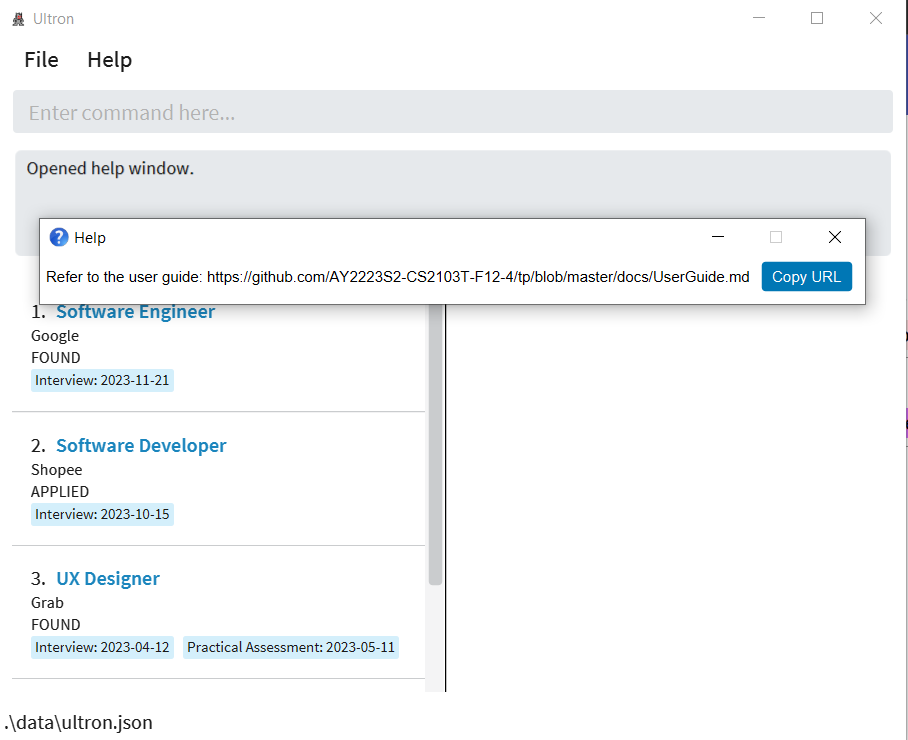 Ultron
File Help
Enter command here...
Opened help window.
Help
Refer to the user guide: https://github.com/AY2223S2-CS2103T-F12-4/tp/blob/master/docs/UserGuide.md Copy URL
1. Software Engineer
Google
FOUND
Interview: 2023-11-21
2. Software Developer
Shopee
APPLIED
Interview: 2023-10-15
3. UX Designer
Grab
FOUND
Interview: 2023-04-12 Practical Assessment: 2023-05-11
.\data\ultron.json